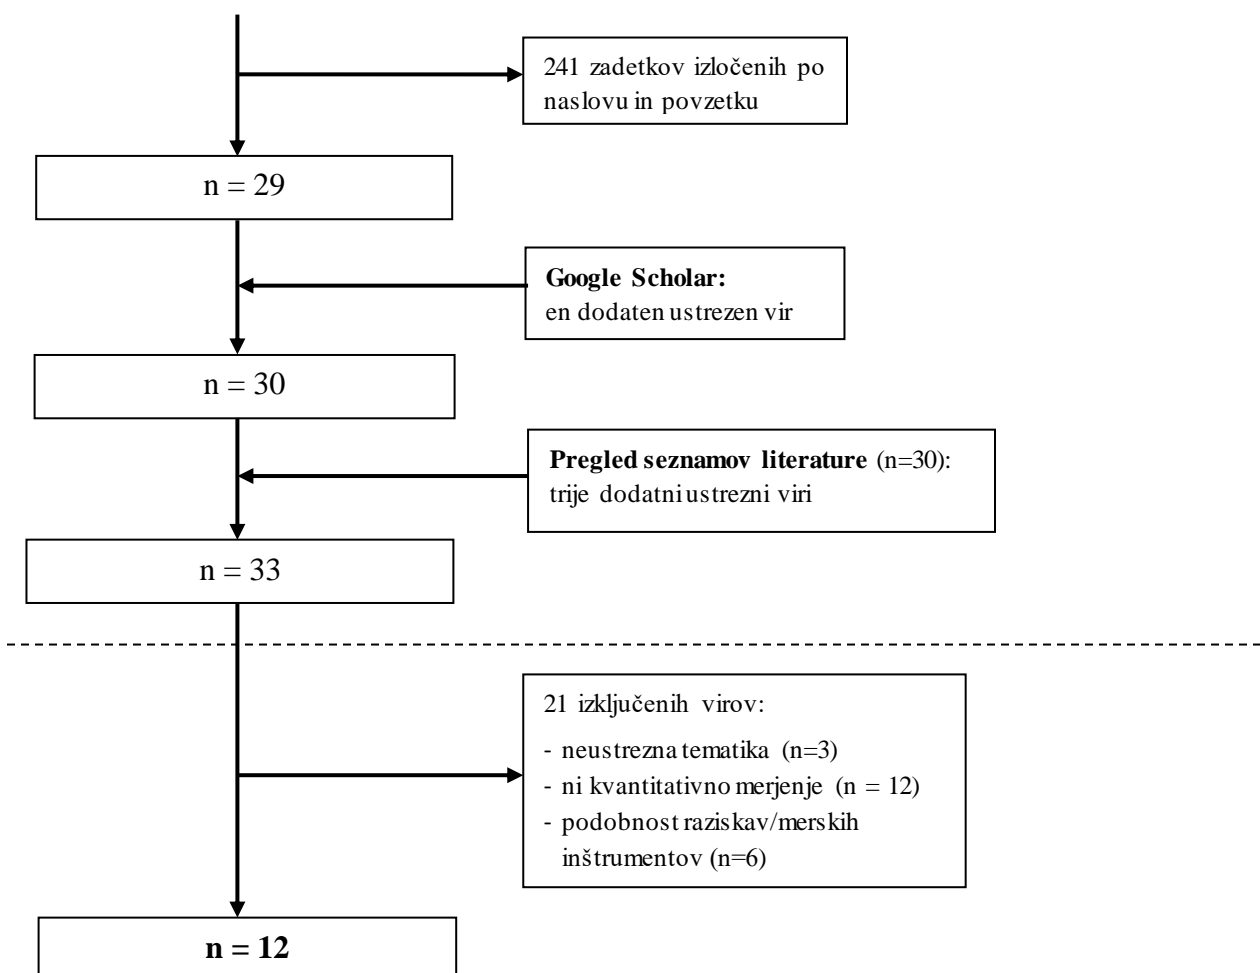 241 zadetkov izločenih po
naslovu in povzetku
n = 29
Google Scholar:
en dodaten ustrezen vir
n = 30
Pregled seznamov literature (n=30):
trije dodatni ustrezni viri
n = 33
21 izključenih virov:
- neustrezna tematika (n=3)
- ni kvantitativno merjenje (n = 12)
- podobnost raziskav/merskih
inštrumentov (n=6)
n = 12